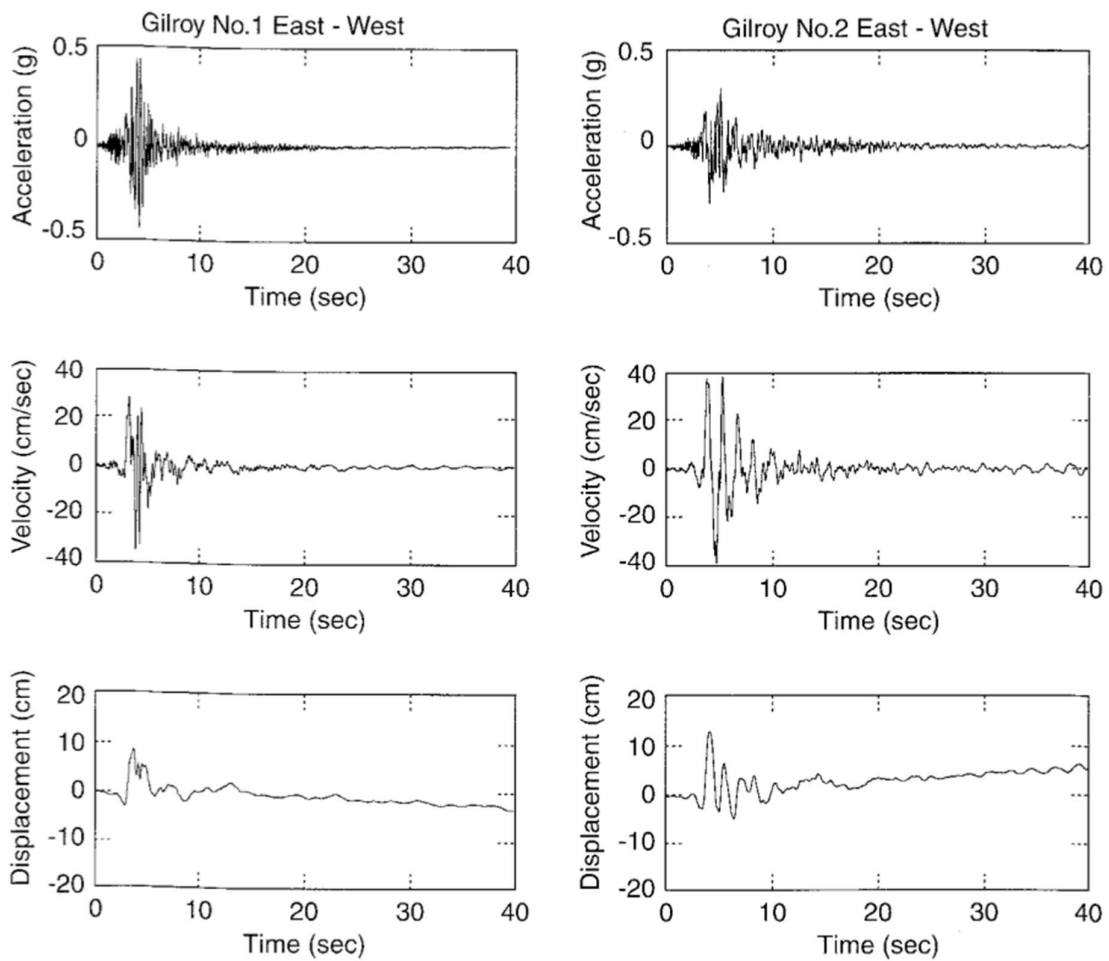 Gilroy No.1 East - West
Acceleration (g)
0.5
0
-0.5
0 10 20 30 40
Time (sec)
Velocity (cm/sec)
40
20
0
-20
-40
0 10 20 30 40
Time (sec)
Displacement (cm)
20
10
0
-10
-20
0 10 20 30 40
Time (sec)
Gilroy No.2 East - West
Acceleration (g)
0.5
0
-0.5
0 10 20 30 40
Time (sec)
Velocity (cm/sec)
40
20
0
-20
-40
0 10 20 30 40
Time (sec)
Displacement (cm)
20
10
0
-10
-20
0 10 20 30 40
Time (sec)